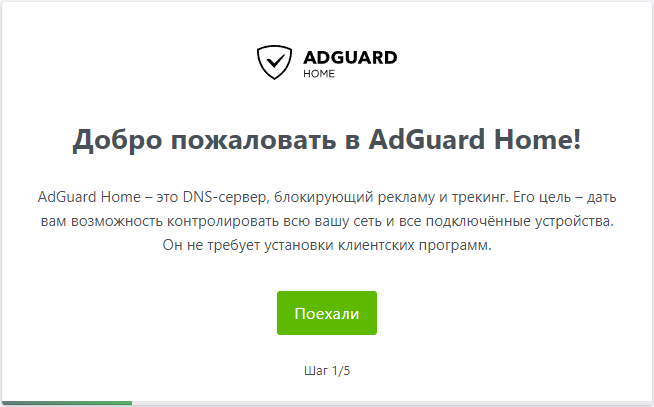 ADGUARD
HOME
Добро пожаловать в AdGuard Home!
AdGuard Home – это DNS-сервер, блокирующий рекламу и трекинг. Его цель – дать
вам возможность контролировать всю вашу сеть и все подключённые устройства.
Он не требует установки клиентских программ.
Поехали
Шаг 1/5